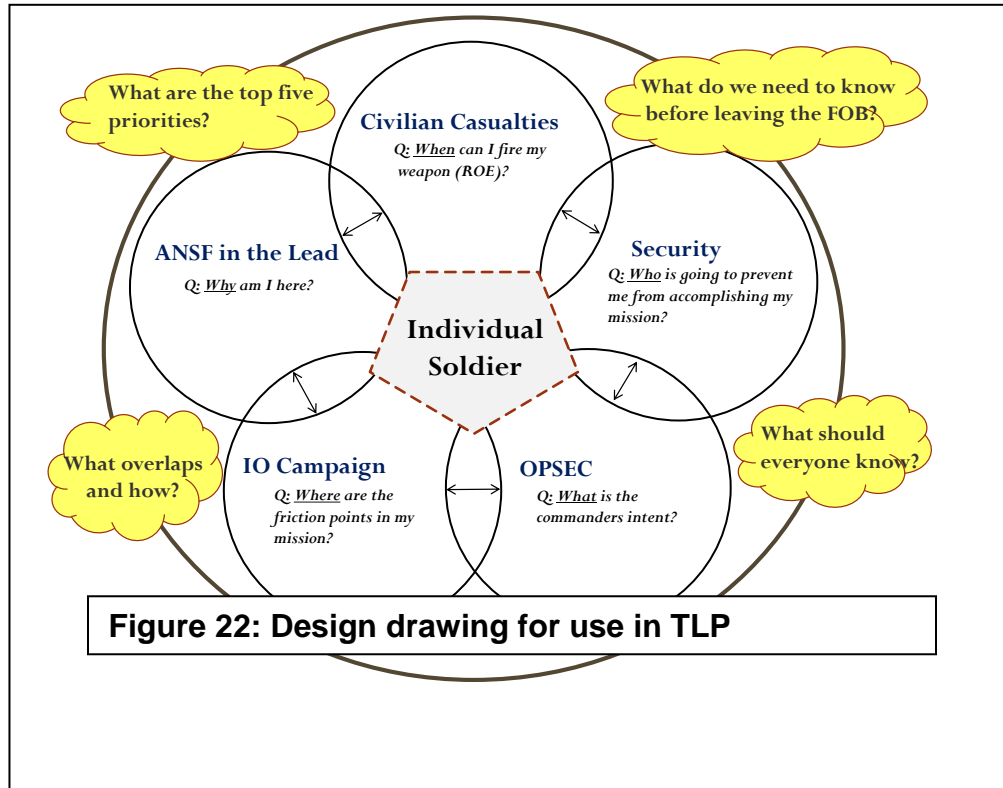 What are the top five
priorities?
What do we need to know
before leaving the FOB?
Civilian Casualties
Q: When can I fire my
weapon (ROE)?
ANSF in the Lead
Q: Why am I here?
Security
Q: Who is going to prevent
me from accomplishing my
mission?
Individual
Soldier
What overlaps
and how?
IO Campaign
Q: Where are the
friction points in my
mission?
OPSEC
Q: What is the
commanders intent?
What should
everyone know?
Figure 22: Design drawing for use in TLP